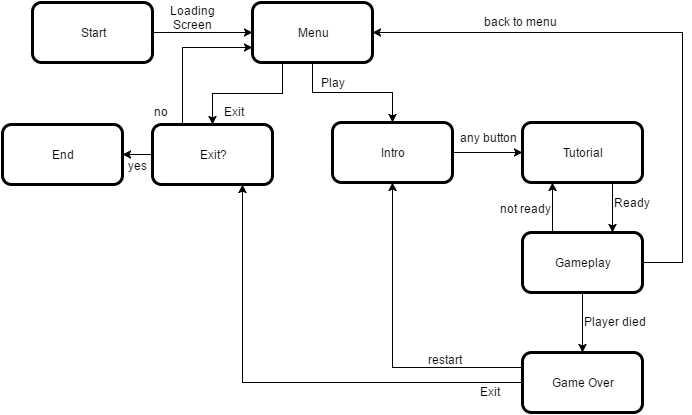 Loading
Screen
Start
Menu
back to menu
Play
no
Exit
End
yes
Exit?
Intro
any button
Tutorial
not ready
Ready
Gameplay
Player died
restart
Exit
Game Over